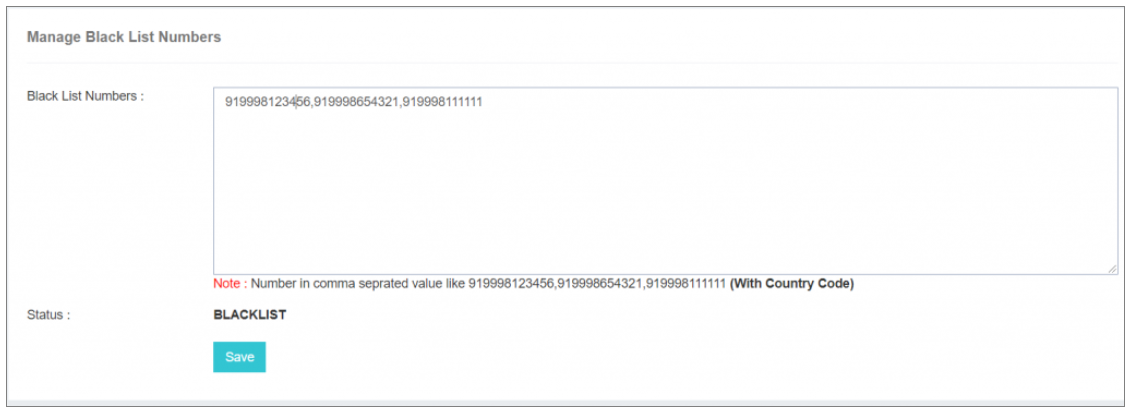 Manage Black List Numbers
Black List Numbers :
919998123456,919998654321,919998111111
Note : Number in comma seprated value like 919998123456,919998654321,919998111111 (With Country Code)
Status :
BLACKLIST
Save